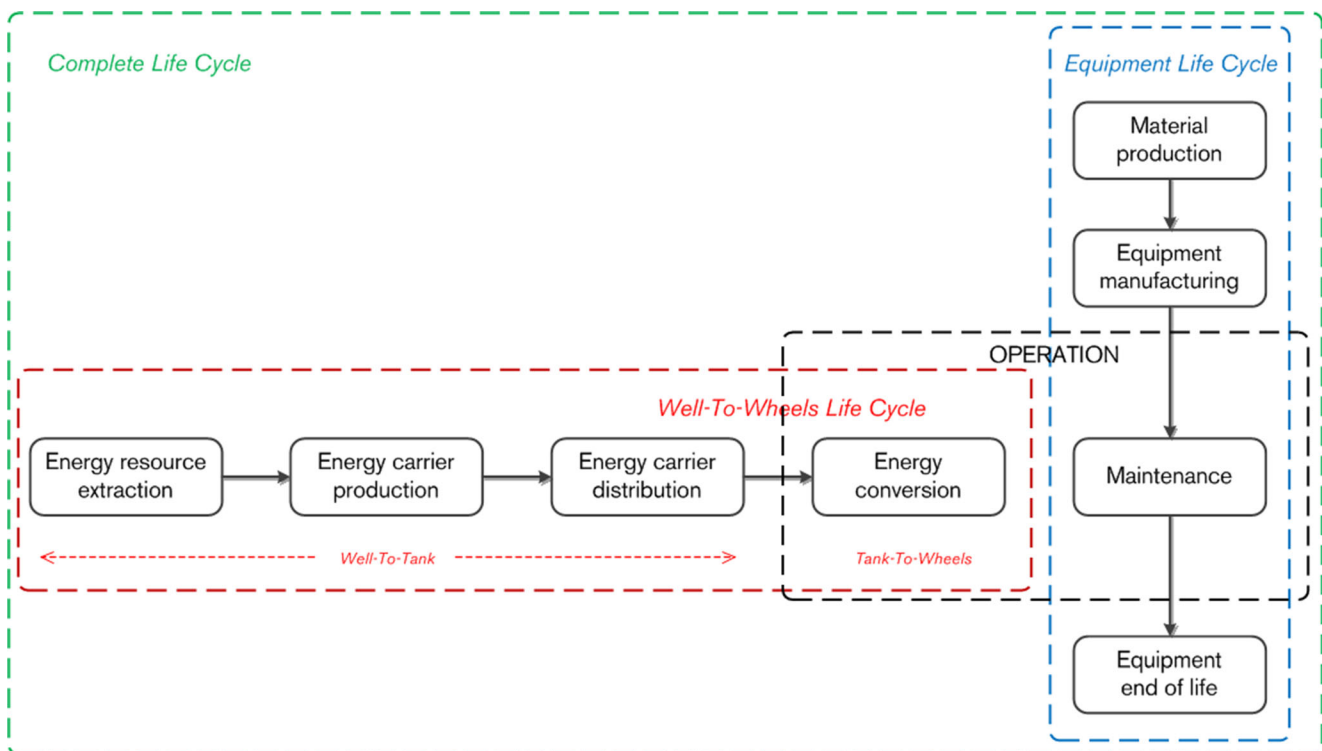 Complete Life Cycle
Equipment Life Cycle
Material
production
Equipment
manufacturing
OPERATION
Well-To-Wheels Life Cycle
Energy resource
extraction
Energy carrier
production
Energy carrier
distribution
Energy
conversion
Maintenance
Well-To-Tank
Tank-To-Wheels
Equipment
end of life